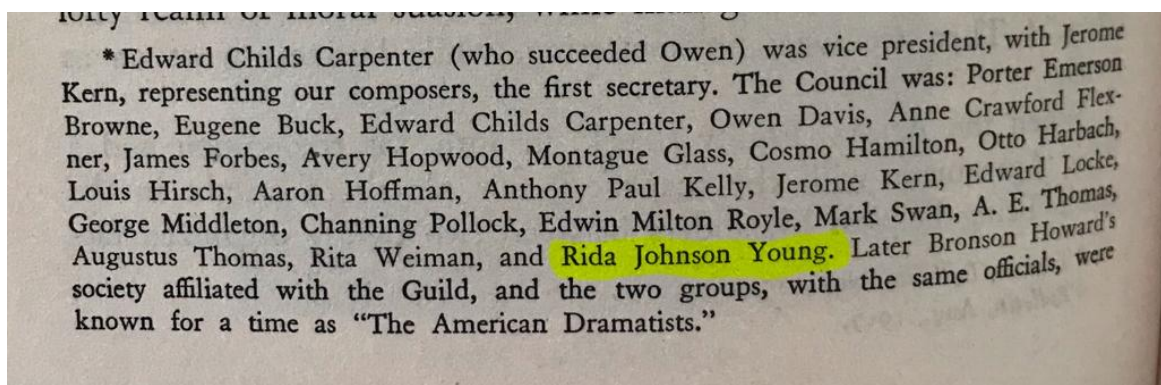 * Edward Childs Carpenter (who succeeded Owen) was vice president, with Jerome
Kern, representing our composers, the first secretary. The Council was: Porter Emerson
Browne, Eugene Buck, Edward Childs Carpenter, Owen Davis, Anne Crawford Flex-
ner, James Forbes, Avery Hopwood, Montague Glass, Cosmo Hamilton, Otto Harbach,
Louis Hirsch, Aaron Hoffman, Anthony Paul Kelly, Jerome Kern, Edward Locke,
George Middleton, Channing Pollock, Edwin Milton Royle, Mark Swan, A. E. Thomas,
Augustus Thomas, Rita Weiman, and Rida Johnson Young. Later Bronson Howard's
society affiliated with the Guild, and the two groups, with the same officials, were
known for a time as “The American Dramatists.”